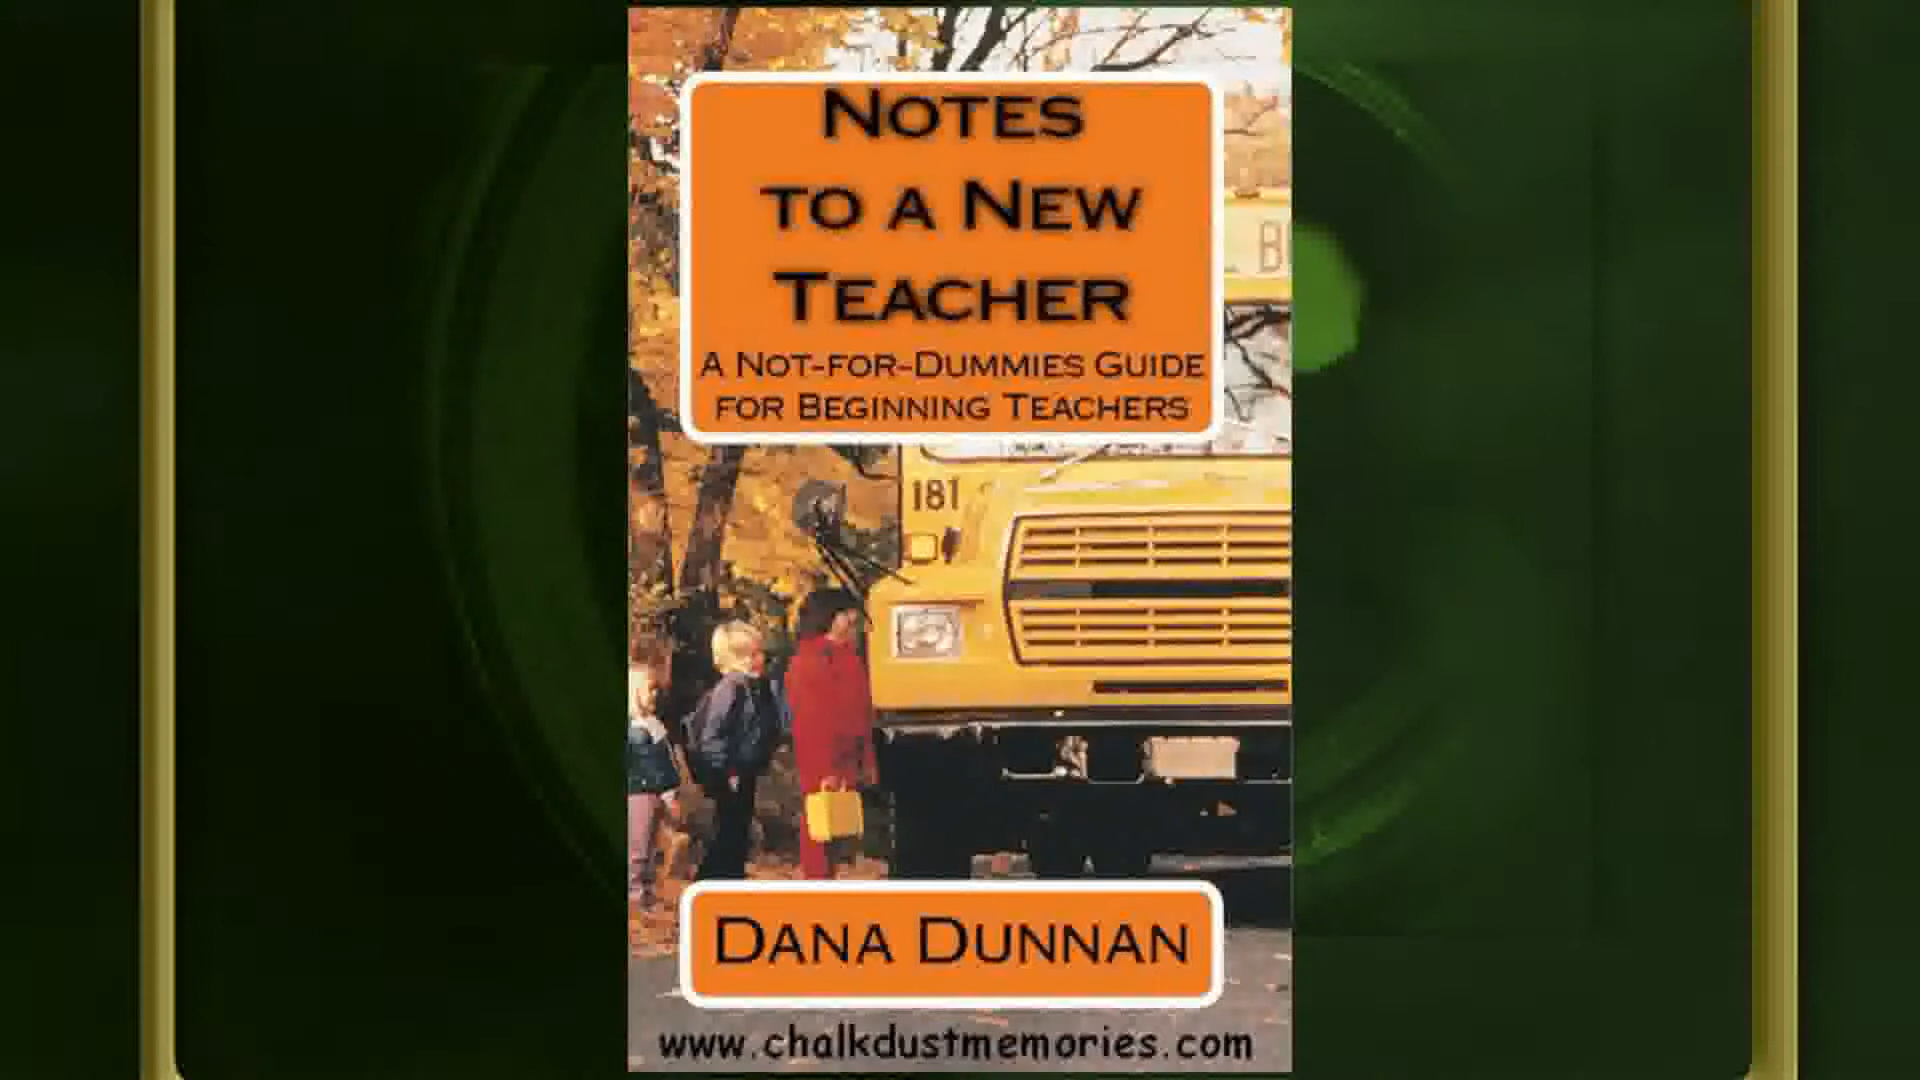 NOTES
TO A NEW
TEACHER
A NOT-FOR-DUMMIES GUIDE
FOR BEGINNING TEACHERS
181
DANA DUNNAN
www.chalkdustmemories.com